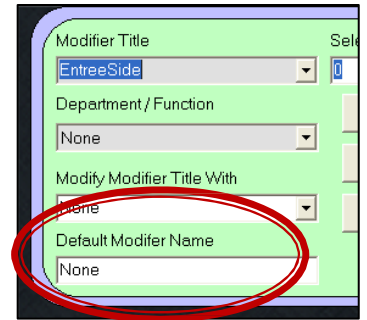 Modifier Title
Sele
EntreeSide
0
Department / Function
None
Modify Modifier Title With
None
Default Modifer Name
None